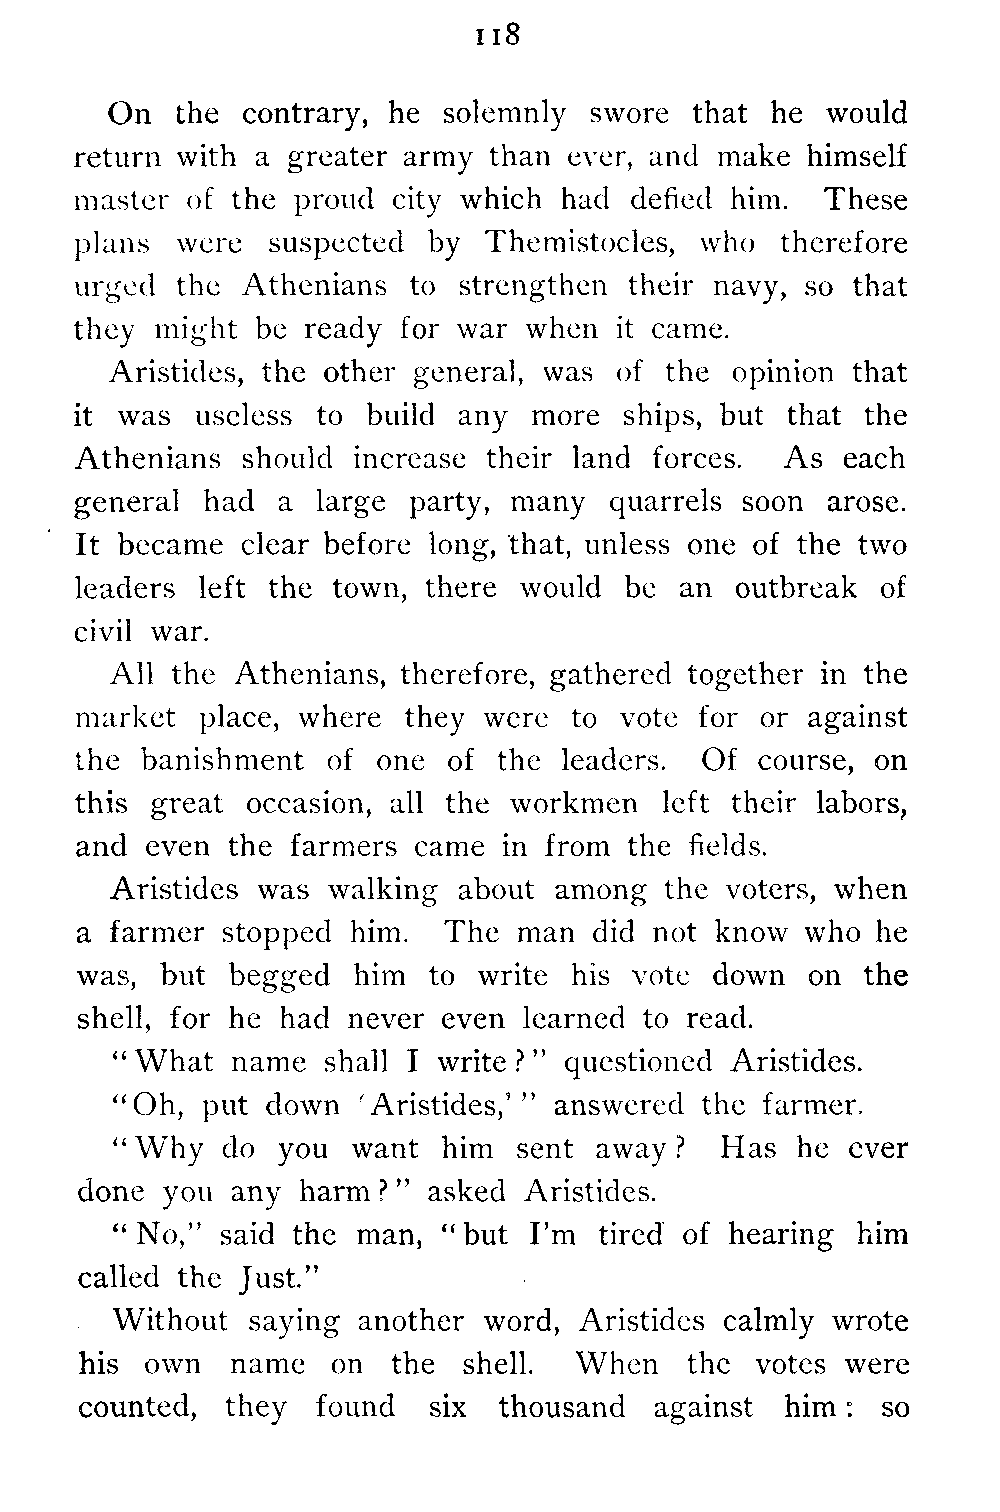 118
On the contrary, he solemnly swore that he would
return with a greater army than ever, and make himself
master of the proud city which had defied him. These
plans were suspected by Themistocles, who therefore
urged the Athenians to strengthen their navy, so that
they might be ready for war when it came.
Aristides, the other general, was of the opinion that
it was useless to build any more ships, but that the
Athenians should increase their land forces. As each
general had a large party, many quarrels soon arose.
It became clear before long, that, unless one of the two
leaders left the town, there would be an outbreak of
civil war.
All the Athenians, therefore, gathered together in the
market place, where they were to vote for or against
the banishment of one of the leaders. Of course, on
this great occasion, all the workmen left their labors,
and even the farmers came in from the fields.
Aristides was walking about among the voters, when
a farmer stopped him. The man did not know who he
was, but begged him to write his vote down on the
shell, for he had never even learned to read.
“What name shall I write?” questioned Aristides.
“Oh, put down ‘Aristides,’” answered the farmer.
“Why do you want him sent away? Has he ever
done you any harm?” asked Aristides.
“No,” said the man, “but I'm tired of hearing him
called the Just.”
Without saying another word, Aristides calmly wrote
his own name on the shell. When the votes were
counted, they found six thousand against him: so